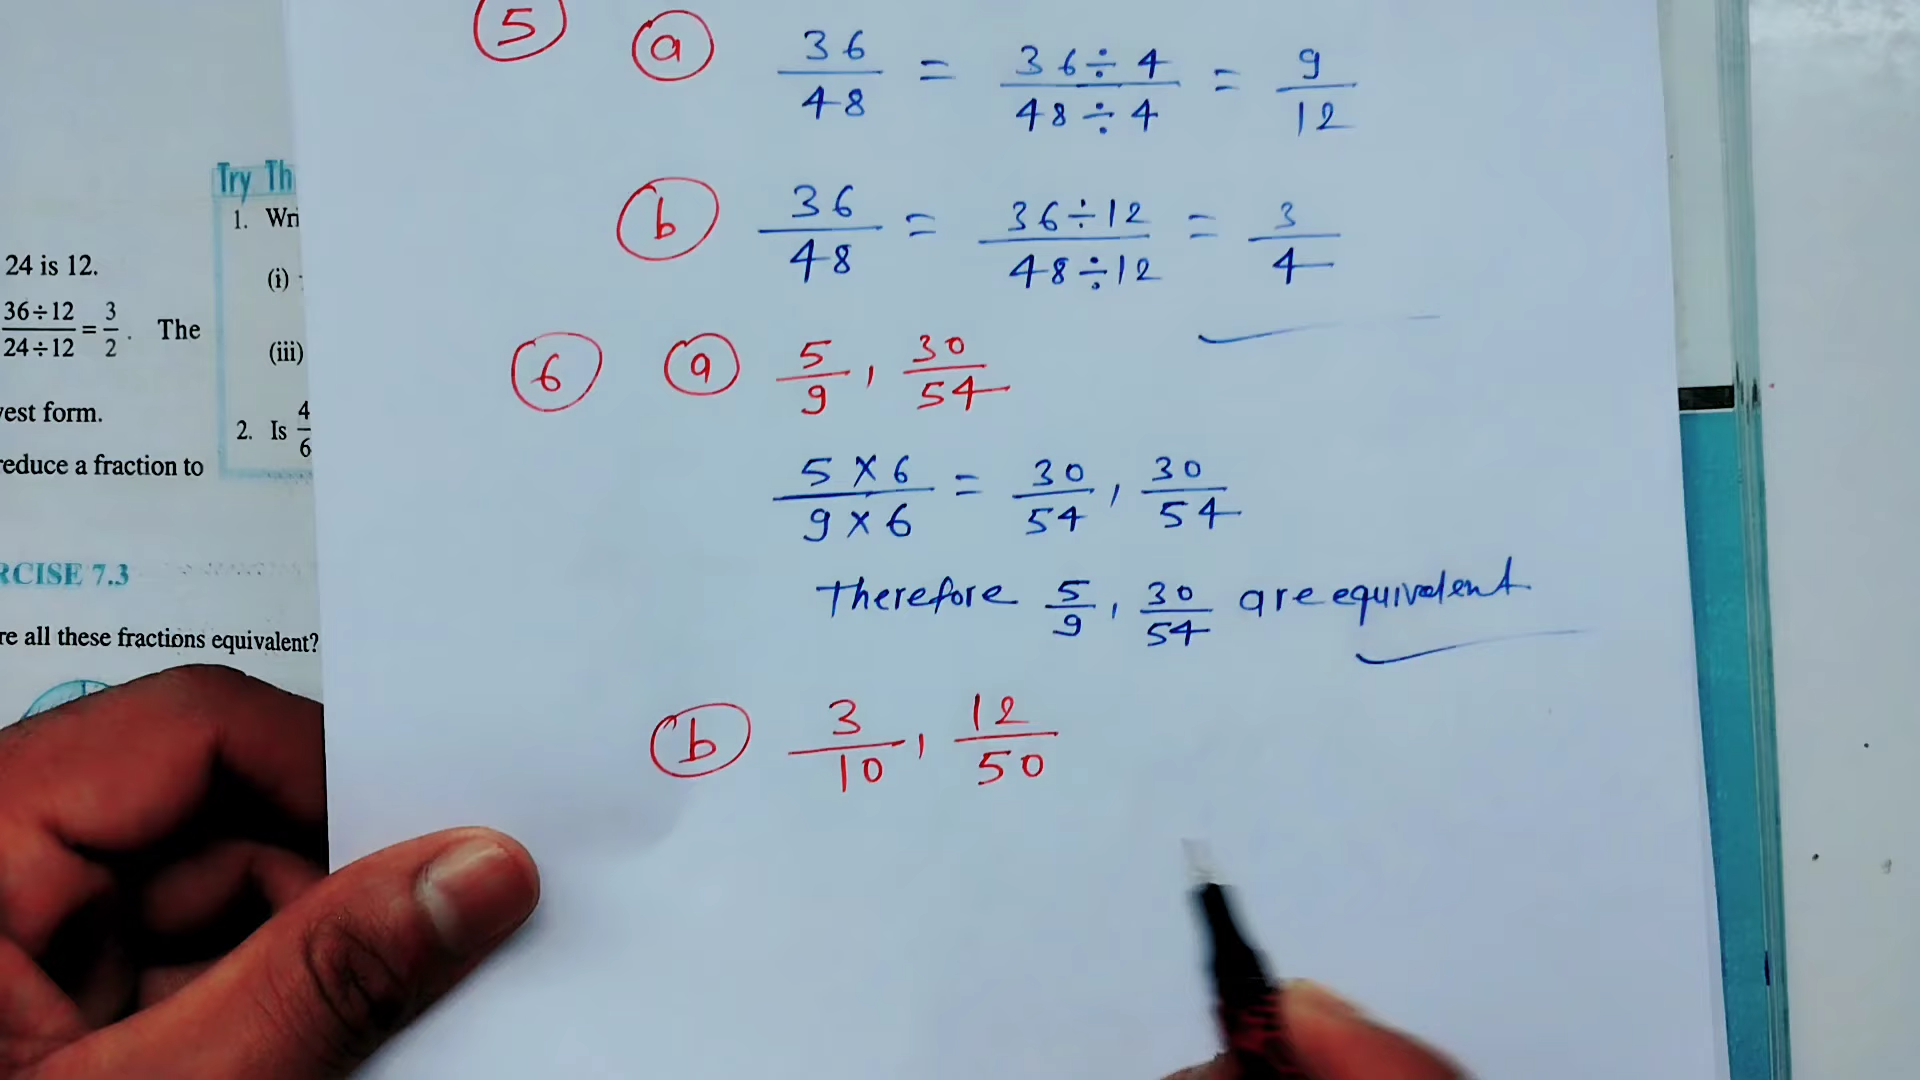 5 a 36/48 = 36÷4/48÷4 = 9/12
b 36/48 = 36÷12/48÷12 = 3/4
6 a 5/9, 30/54
5×6/9×6 = 30/54, 30/54
Therefore 5/9, 30/54 are equivalent
b 3/10, 12/50
24 is 12.
36÷12/24÷12 = 3/2. The
est form.
educe a fraction to
Try Th
1. Wri
(i)
(iii)
2. Is 4/6
RCISE 7.3
re all these fractions equivalent?